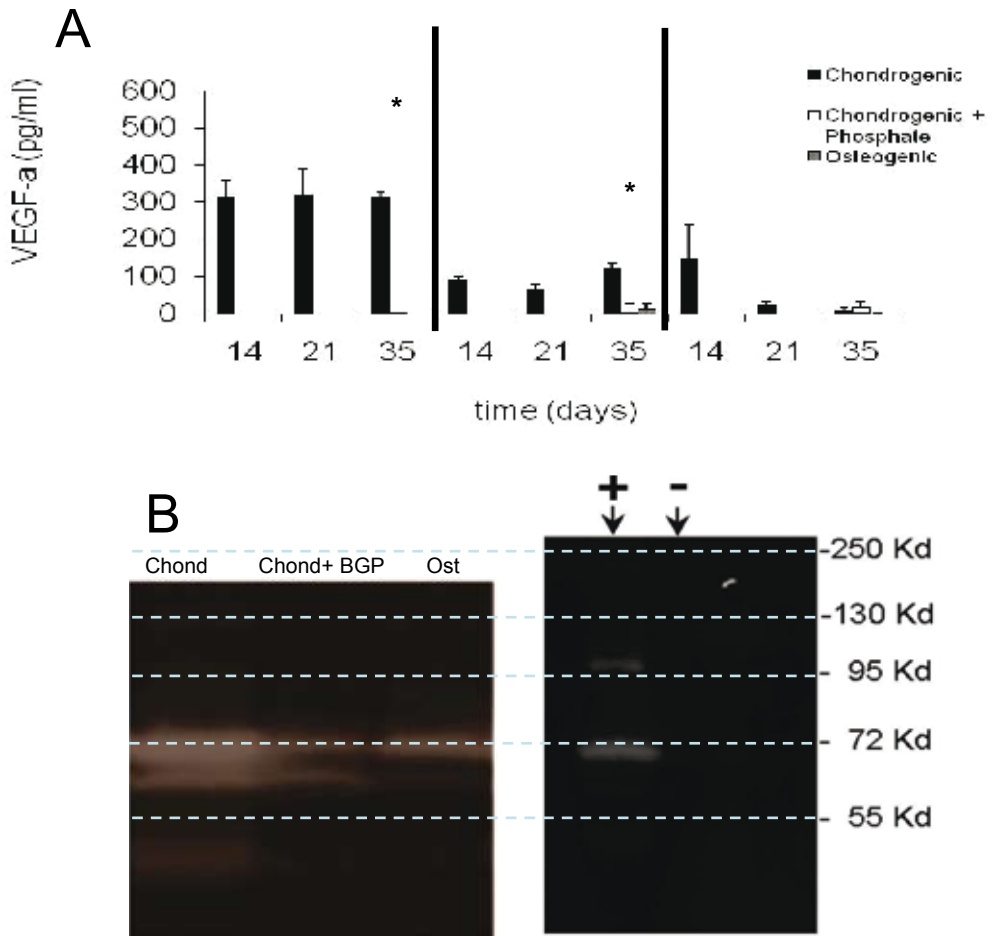 A
VEGF-a (pg/ml)
600
500
400
300
200
100
0
*
*
Chondrogenic
Chondrogenic +
Phosphate
Osteogenic
14 21 35 14 21 35 14 21 35
time (days)
B
+ -
Chond Chond+ BGP Ost
-250 Kd
-130 Kd
- 95 Kd
- 72 Kd
- 55 Kd